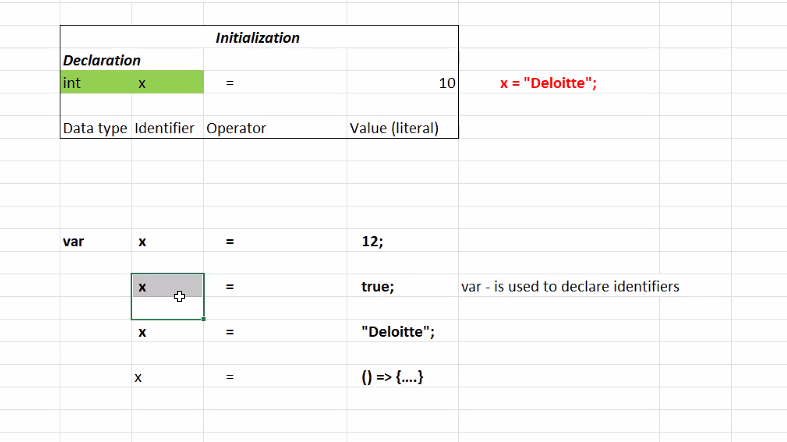 Initialization
Declaration
int x = 10 x = "Deloitte";
Data type Identifier Operator Value (literal)
var x = 12;
x = true; var - is used to declare identifiers
x = "Deloitte";
x = () => {....}